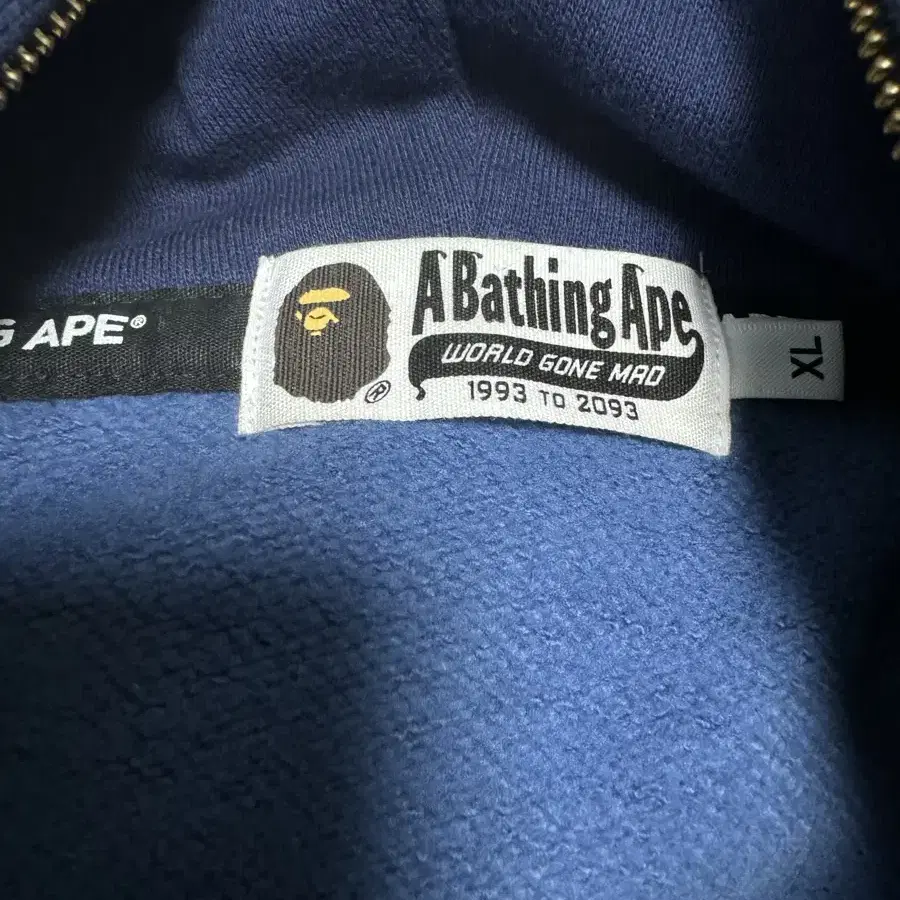 G APE®
A Bathing Ape
WORLD GONE MAD
1993 TO 2093
®
XL